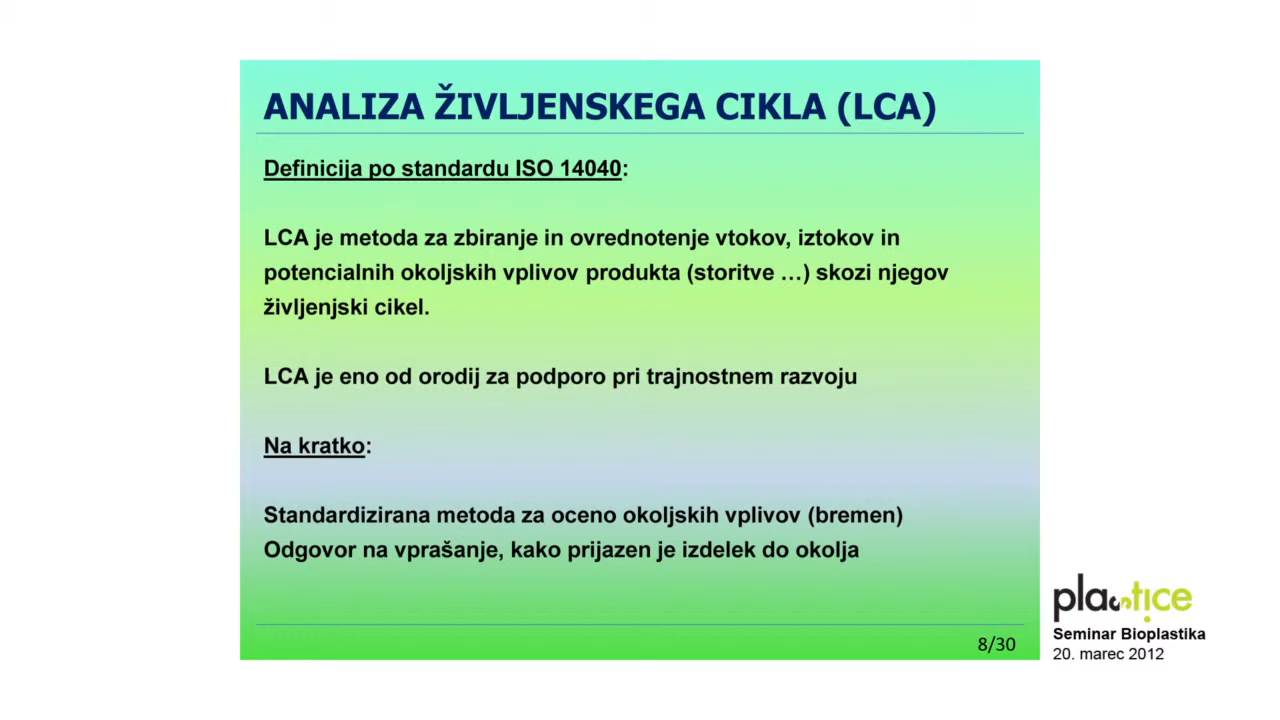 ANALIZA ŽIVLJENSKEGA CIKLA (LCA)
Definicija po standardu ISO 14040:
LCA je metoda za zbiranje in ovrednotenje vtokov, iztokov in
potencialnih okoljskih vplivov produkta (storitve …) skozi njegov
življenjski cikel.
LCA je eno od orodij za podporo pri trajnostnem razvoju
Na kratko:
Standardizirana metoda za oceno okoljskih vplivov (bremen)
Odgovor na vprašanje, kako prijazen je izdelek do okolja
8/30
plastice
Seminar Bioplastika
20. marec 2012